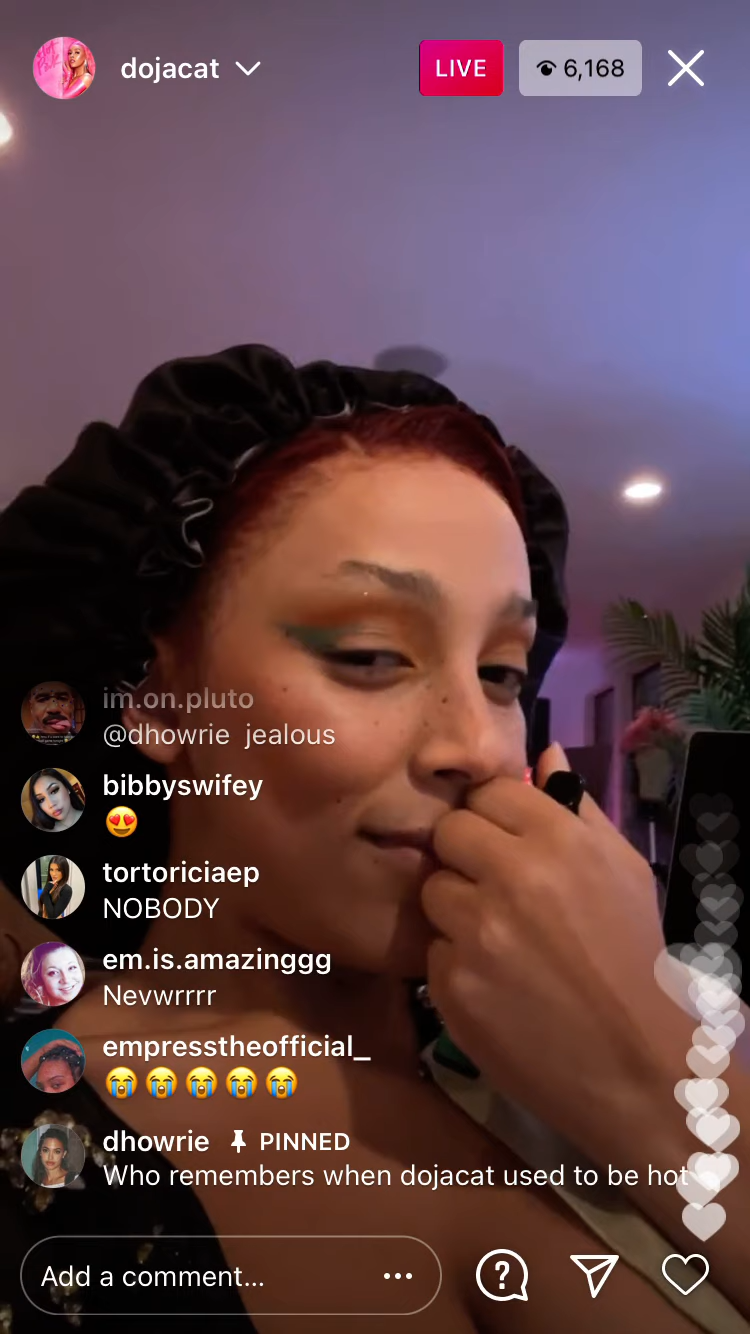 dojacat
LIVE
6,168
im.on.pluto
@dhowrie jealous
bibbyswifey
😍
tortoriciaep
NOBODY
em.is.amazinggg
Nevwrrrr
empresstheofficial_
😭😭😭😭😭
dhowrie PINNED
Who remembers when dojacat used to be hot
Add a comment...